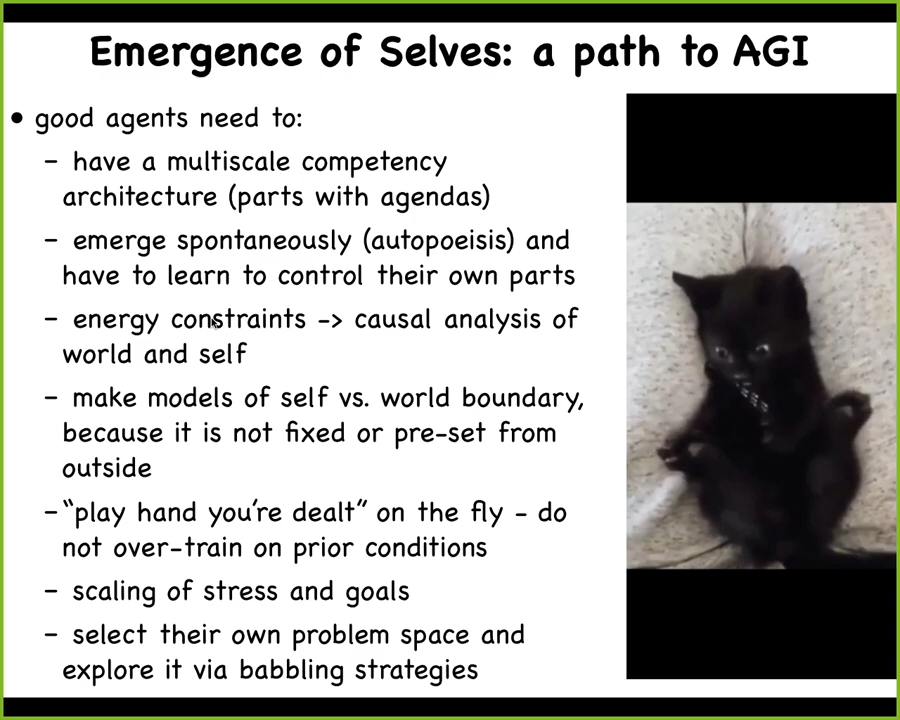 Emergence of Selves: a path to AGI
• good agents need to:
– have a multiscale competency
architecture (parts with agendas)
– emerge spontaneously (autopoeisis) and
have to learn to control their own parts
– energy constraints -> causal analysis of
world and self
– make models of self vs. world boundary,
because it is not fixed or pre-set from
outside
–“play hand you’re dealt” on the fly - do
not over-train on prior conditions
– scaling of stress and goals
– select their own problem space and
explore it via babbling strategies